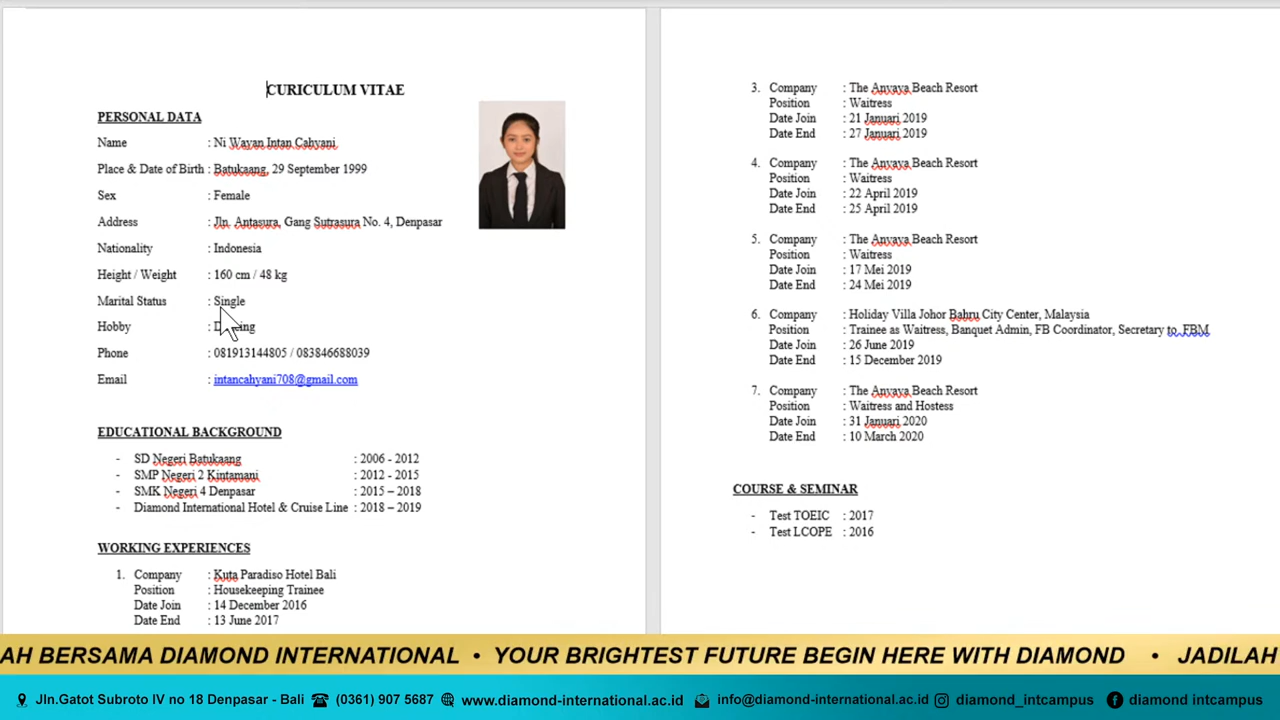 CURICULUM VITAE
PERSONAL DATA
Name : Ni Wayan Intan Cahyani
Place & Date of Birth : Batukaang, 29 September 1999
Sex : Female
Address : Jln. Antasura, Gang Sutrasura No. 4, Denpasar
Nationality : Indonesia
Height / Weight : 160 cm / 48 kg
Marital Status : Single
Hobby :
Phone : 081913144805 / 083846688039
Email : intancahyani708@gmail.com
EDUCATIONAL BACKGROUND
- SD Negeri Batukaang : 2006 - 2012
- SMP Negeri 2 Kintamani : 2012 - 2015
- SMK Negeri 4 Denpasar : 2015 – 2018
- Diamond International Hotel & Cruise Line : 2018 – 2019
WORKING EXPERIENCES
1. Company : Kuta Paradiso Hotel Bali
Position : Housekeeping Trainee
Date Join : 14 December 2016
Date End : 13 June 2017
3. Company : The Anvaya Beach Resort
Position : Waitress
Date Join : 21 Januari 2019
Date End : 27 Januari 2019
4. Company : The Anvaya Beach Resort
Position : Waitress
Date Join : 22 April 2019
Date End : 25 April 2019
5. Company : The Anvaya Beach Resort
Position : Waitress
Date Join : 17 Mei 2019
Date End : 24 Mei 2019
6. Company : Holiday Villa Johor Bahru City Center, Malaysia
Position : Trainee as Waitress, Banquet Admin, FB Coordinator, Secretary to FBM
Date Join : 26 June 2019
Date End : 15 December 2019
7. Company : The Anvaya Beach Resort
Position : Waitress and Hostess
Date Join : 31 Januari 2020
Date End : 10 March 2020
COURSE & SEMINAR
- Test TOEIC : 2017
- Test LCOPE : 2016
AH BERSAMA DIAMOND INTERNATIONAL • YOUR BRIGHTEST FUTURE BEGIN HERE WITH DIAMOND • JADILAH
Jln.Gatot Subroto IV no 18 Denpasar - Bali (0361) 907 5687 www.diamond-international.ac.id info@diamond-international.ac.id diamond_intcampus diamond intcampus